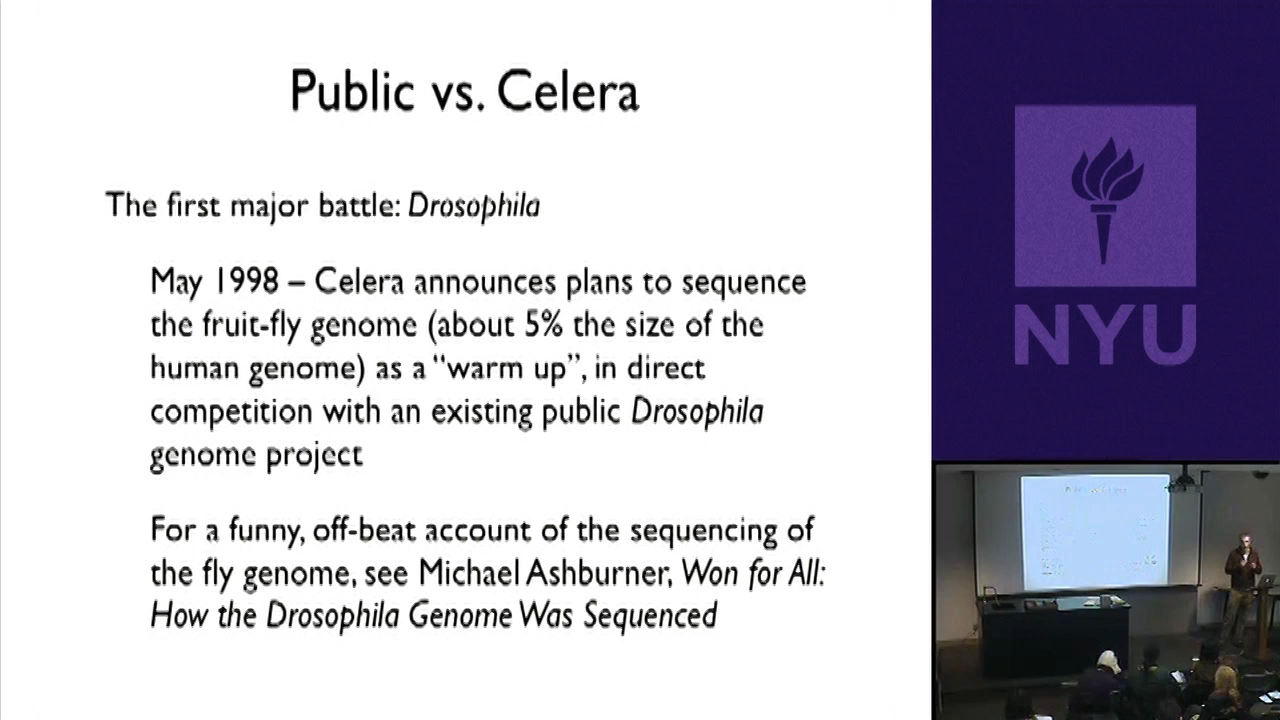 Public vs. Celera
The first major battle: Drosophila
May 1998 – Celera announces plans to sequence
the fruit-fly genome (about 5% the size of the
human genome) as a “warm up”, in direct
competition with an existing public Drosophila
genome project
For a funny, off-beat account of the sequencing of
the fly genome, see Michael Ashburner, Won for All:
How the Drosophila Genome Was Sequenced
NYU